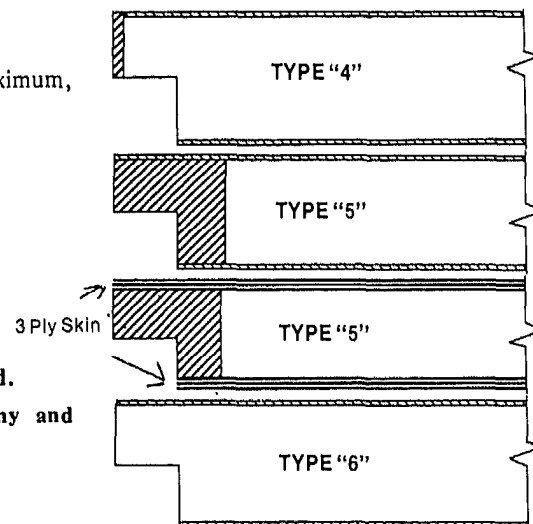 TYPE “4”
ximum,
TYPE “5”
3 Ply Skin
TYPE “5”
d.
ny and
TYPE “6”